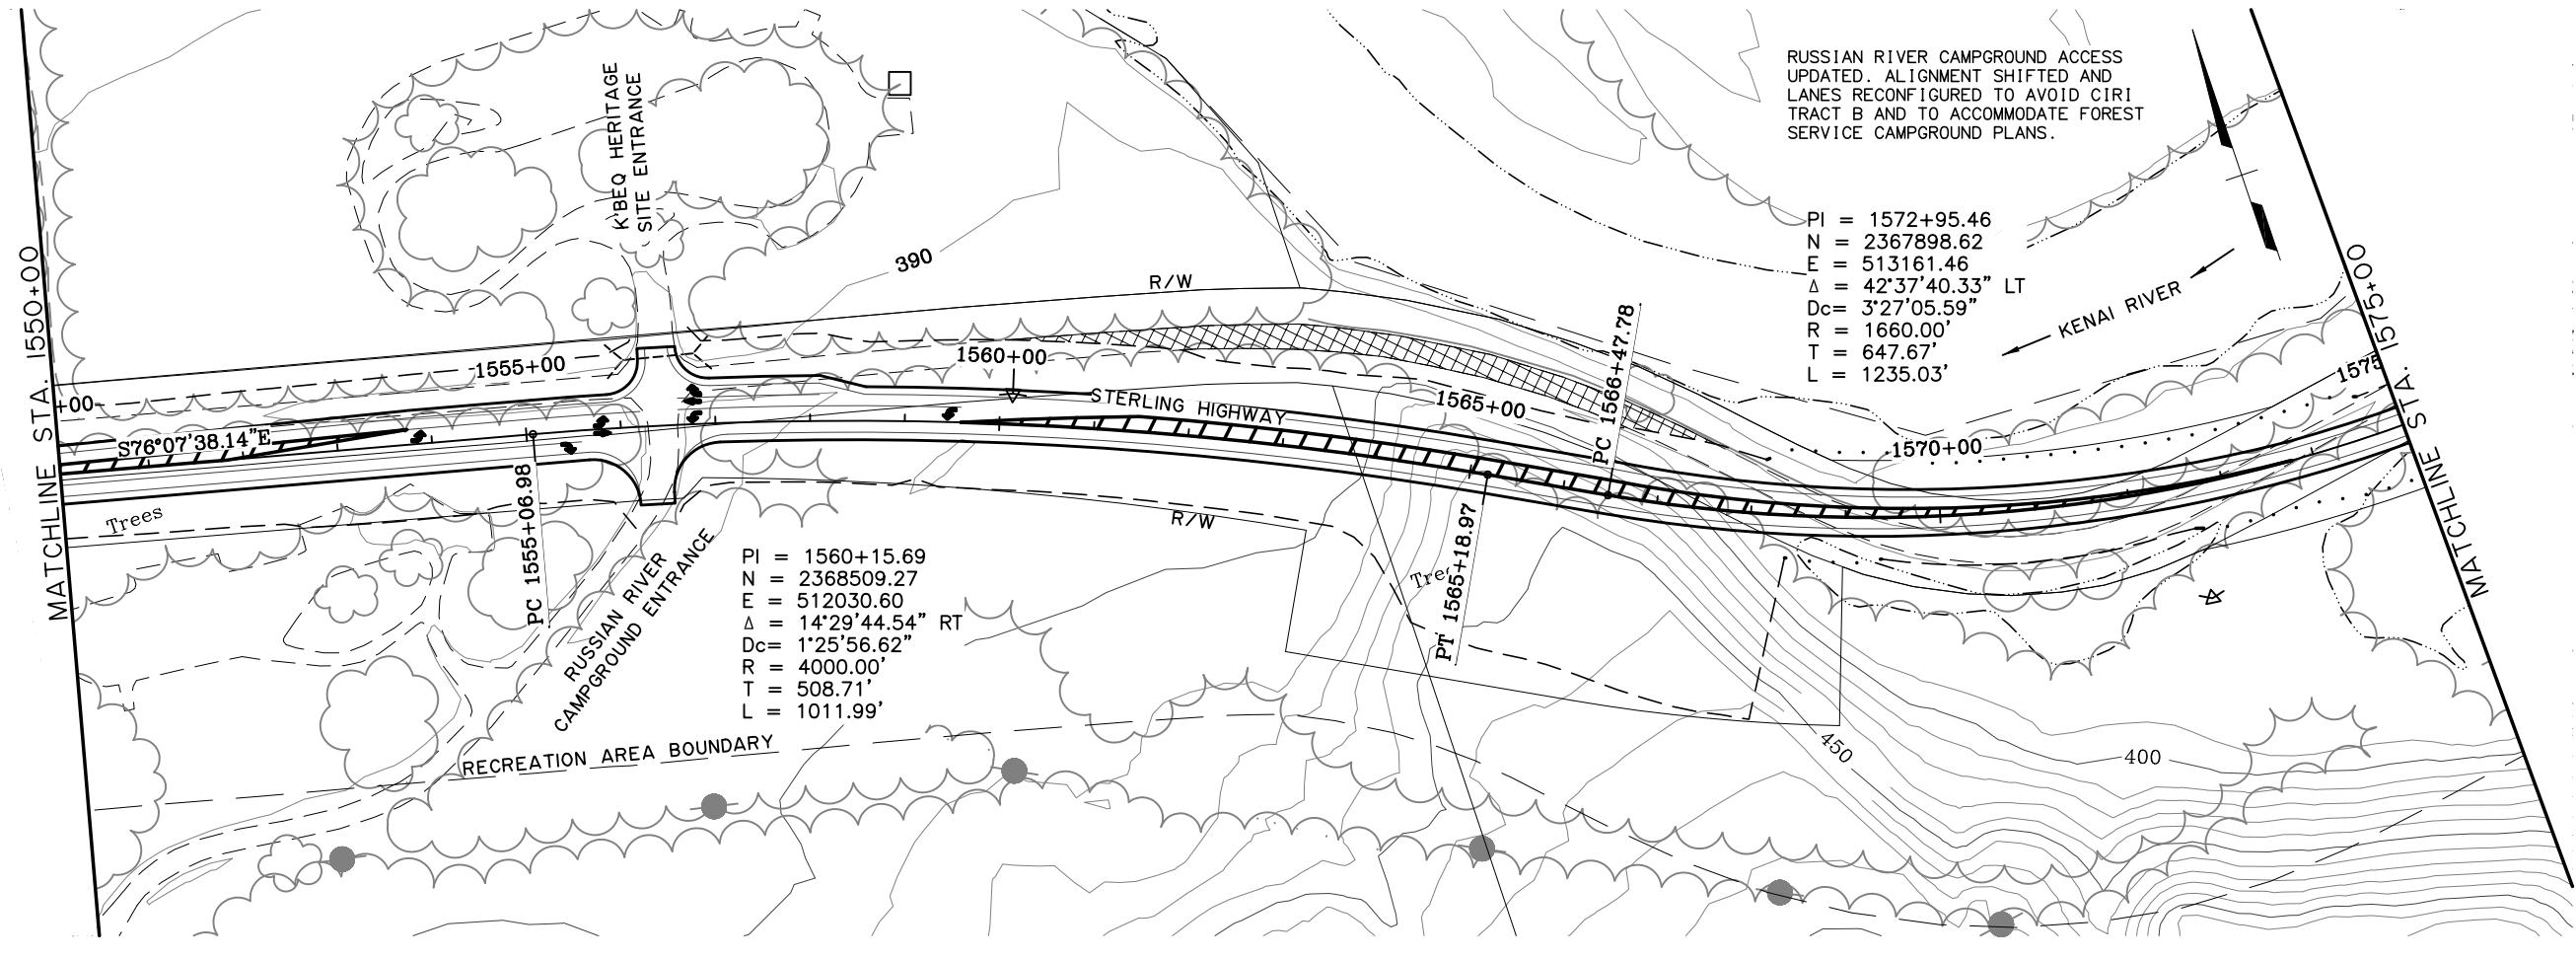 RUSSIAN RIVER CAMPGROUND ACCESS
UPDATED. ALIGNMENT SHIFTED AND
LANES RECONFIGURED TO AVOID CIRI
TRACT B AND TO ACCOMMODATE FOREST
SERVICE CAMPGROUND PLANS.
K'BEQ HERITAGE
SITE ENTRANCE
PI = 1572+95.46
N = 2367898.62
E = 513161.46
Δ = 42°37'40.33" LT
Dc= 3°27'05.59"
R = 1660.00'
T = 647.67'
L = 1235.03'
KENAI RIVER
390
R/W
MATCHLINE STA. 1550+00
MATCHLINE STA. 1575+00
+00
1555+00
1560+00
1565+00
1570+00
1575
S76°07'38.14"E
STERLING HIGHWAY
PC 1566+47.78
PC 1555+06.98
PT 1565+18.97
Trees
R/W
Tree
RUSSIAN RIVER
CAMPGROUND ENTRANCE
PI = 1560+15.69
N = 2368509.27
E = 512030.60
Δ = 14°29'44.54" RT
Dc= 1°25'56.62"
R = 4000.00'
T = 508.71'
L = 1011.99'
RECREATION AREA BOUNDARY
450
400